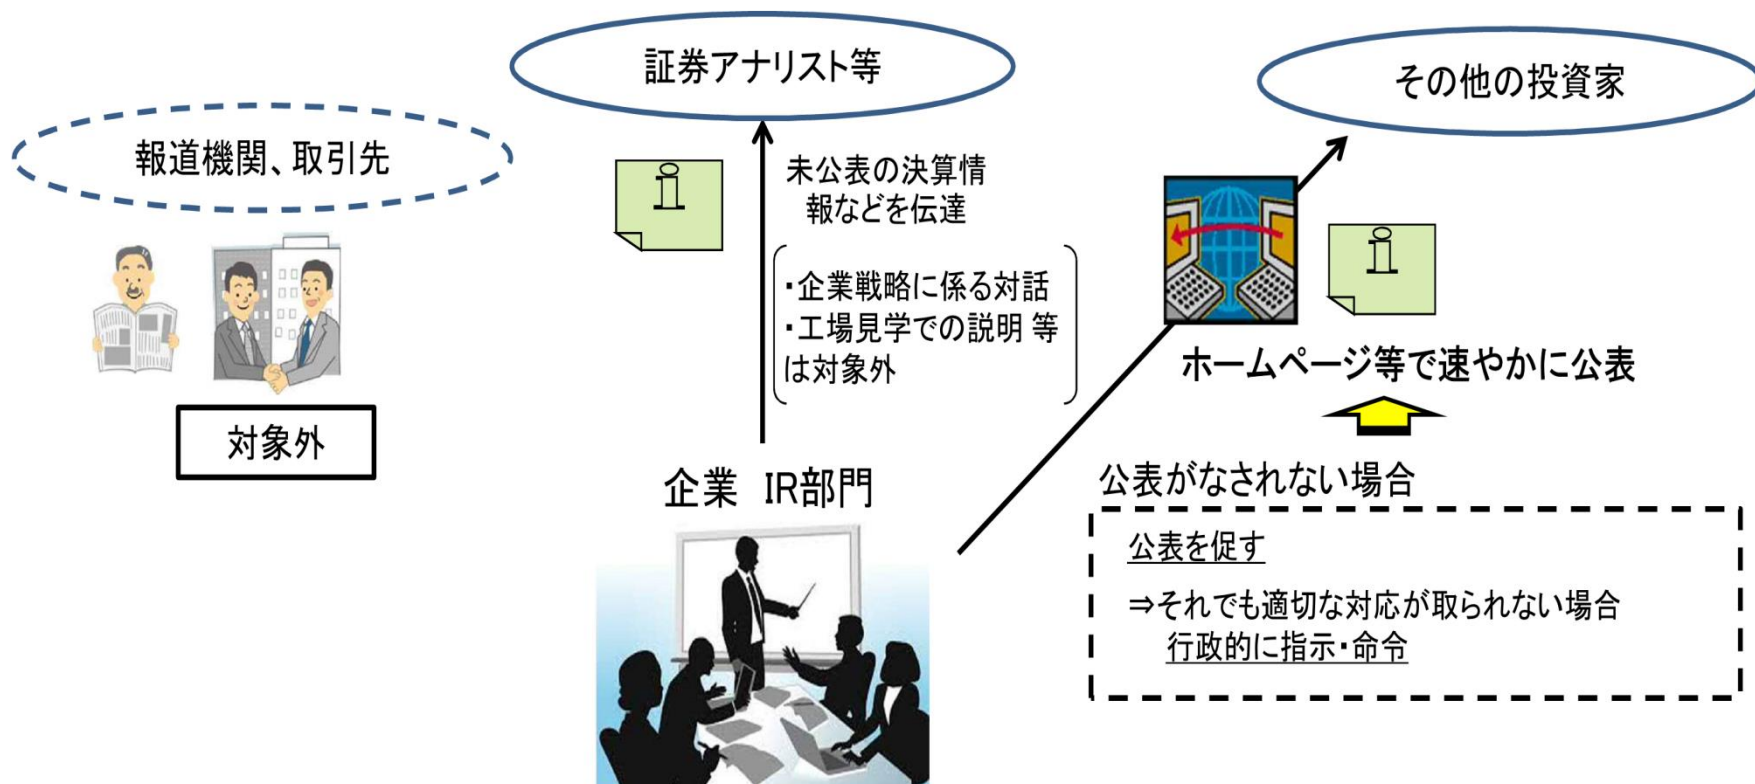 証券アナリスト等
その他の投資家
報道機関、取引先
対象外
i
未公表の決算情
報などを伝達
・企業戦略に係る対話
・工場見学での説明 等
は対象外
i
ホームページ等で速やかに公表
企業 IR部門
公表がなされない場合
公表を促す
⇒それでも適切な対応が取られない場合
行政的に指示・命令